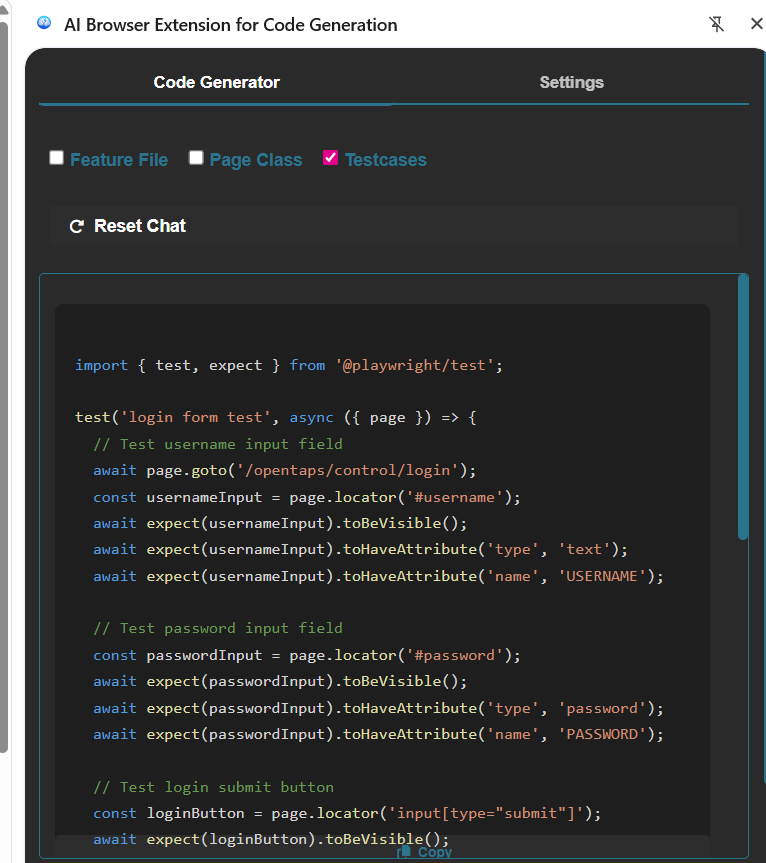 AI Browser Extension for Code Generation
Code Generator
Settings
Feature File
Page Class
Testcases
Reset Chat
import { test, expect } from '@playwright/test';
test('login form test', async ({ page }) => {
// Test username input field
await page.goto('/opentaps/control/login');
const usernameInput = page.locator('#username');
await expect(usernameInput).toBeVisible();
await expect(usernameInput).toHaveAttribute('type', 'text');
await expect(usernameInput).toHaveAttribute('name', 'USERNAME');
// Test password input field
const passwordInput = page.locator('#password');
await expect(passwordInput).toBeVisible();
await expect(passwordInput).toHaveAttribute('type', 'password');
await expect(passwordInput).toHaveAttribute('name', 'PASSWORD');
// Test login submit button
const loginButton = page.locator('input[type="submit"]');
await expect(loginButton).toBeVisible();
Copy